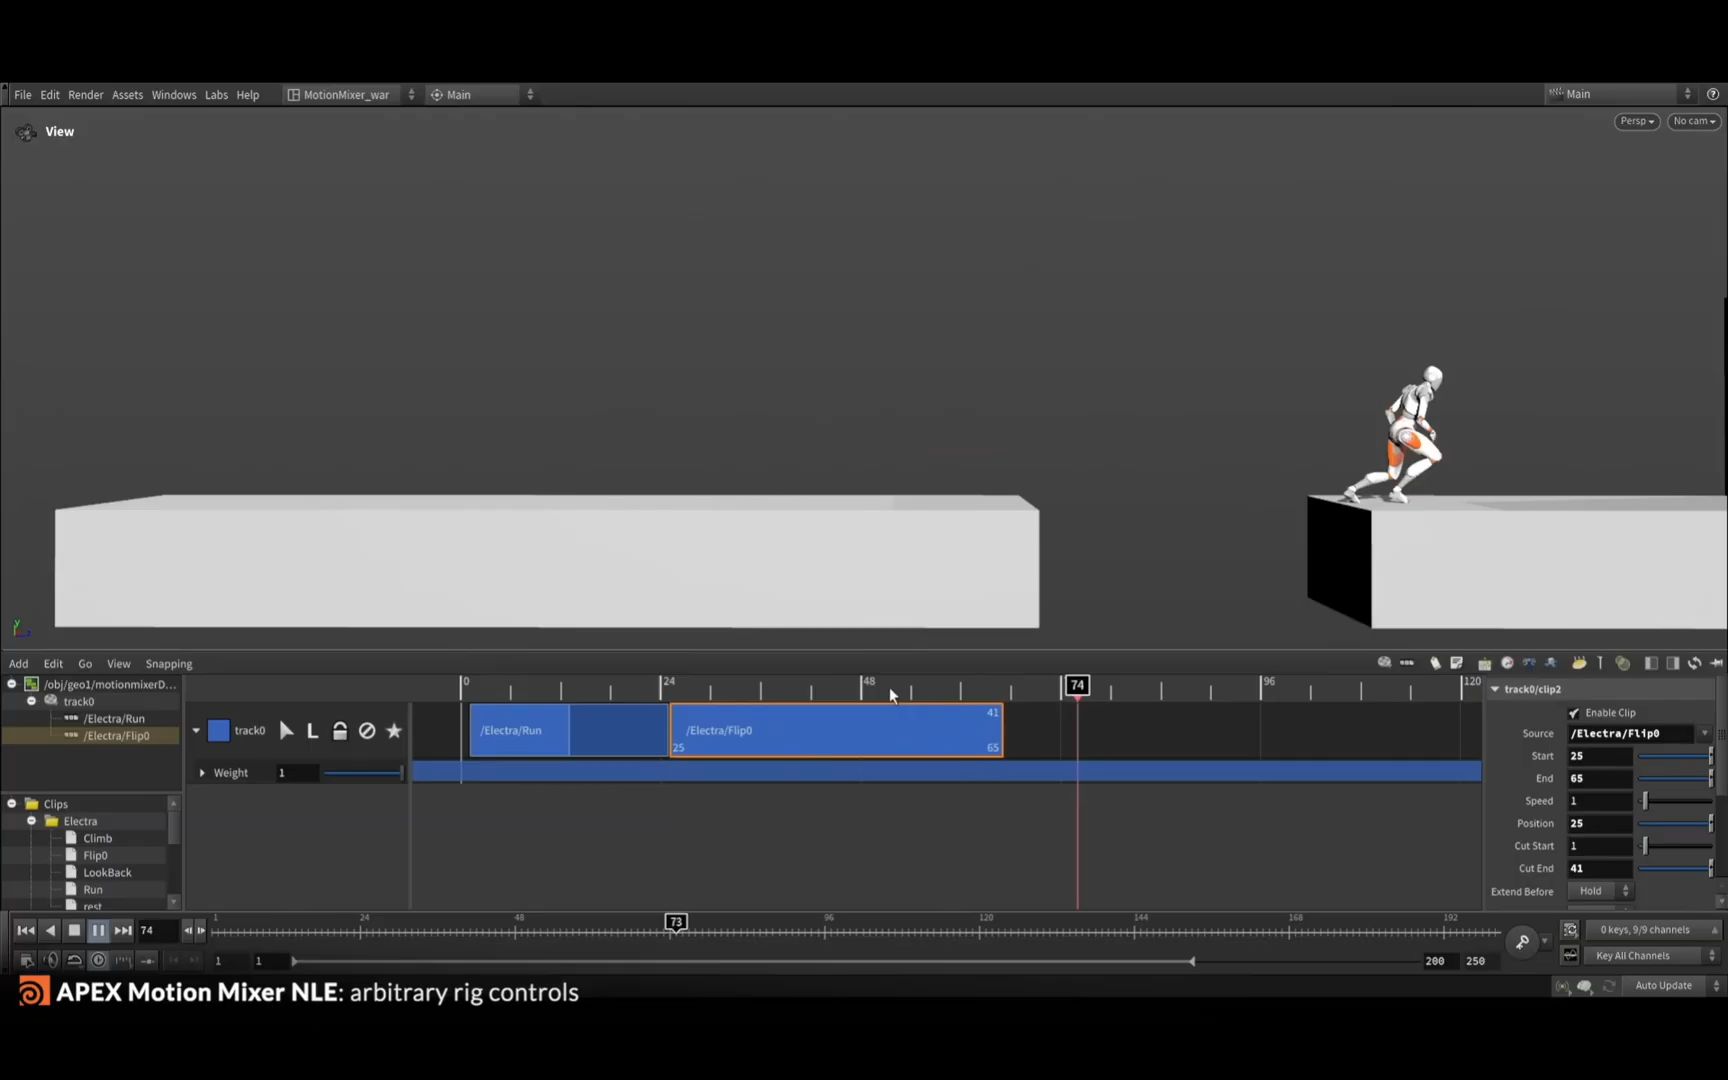 File Edit Render Assets Windows Labs Help MotionMixer_war Main Main
View Persp No cam
y
Add Edit Go View Snapping
/obj/geo1/motionmixerD...
track0
/Electra/Run
/Electra/Flip0
0 24 48 74 96 120
track0
/Electra/Run
/Electra/Flip0
41
25 65
Weight 1
track0/clip2
Enable Clip
Source /Electra/Flip0
Start 25
End 65
Speed 1
Position 25
Cut Start 1
Cut End 41
Extend Before Hold
Clips
Electra
Climb
Flip0
LookBack
Run
rest
74 1 24 48 73 96 120 144 168 192
0 keys, 9/9 channels
1 1 200 250 Key All Channels
Auto Update
APEX Motion Mixer NLE: arbitrary rig controls